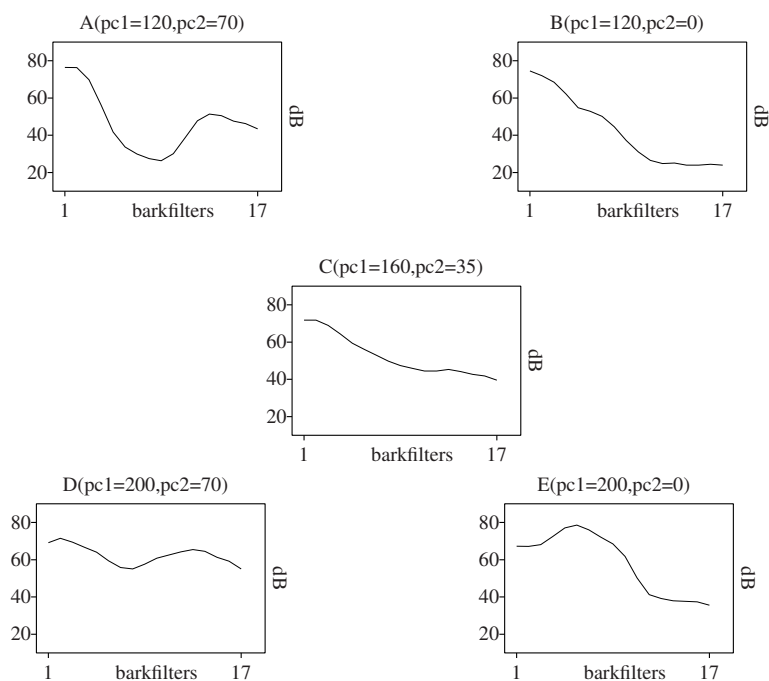 A(pc1=120,pc2=70)
80
60
40
20
dB
1 barkfilters 17
B(pc1=120,pc2=0)
80
60
40
20
dB
1 barkfilters 17
C(pc1=160,pc2=35)
80
60
40
20
dB
1 barkfilters 17
D(pc1=200,pc2=70)
80
60
40
20
dB
1 barkfilters 17
E(pc1=200,pc2=0)
80
60
40
20
dB
1 barkfilters 17